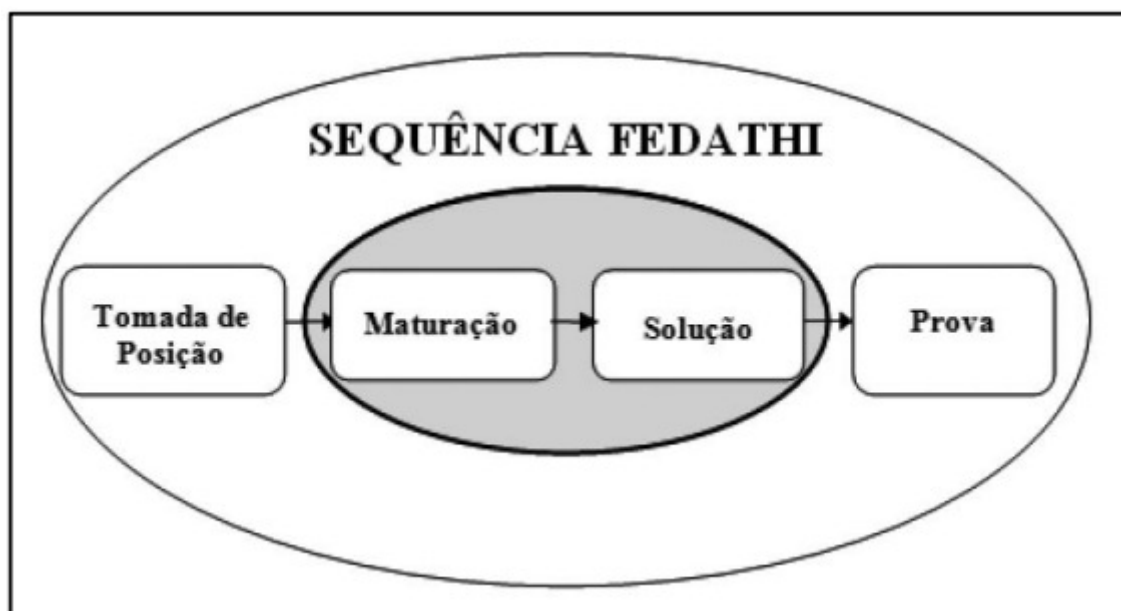 SEQUÊNCIA FEDATHI
Tomada de
Posição
Maturação
Solução
Prova